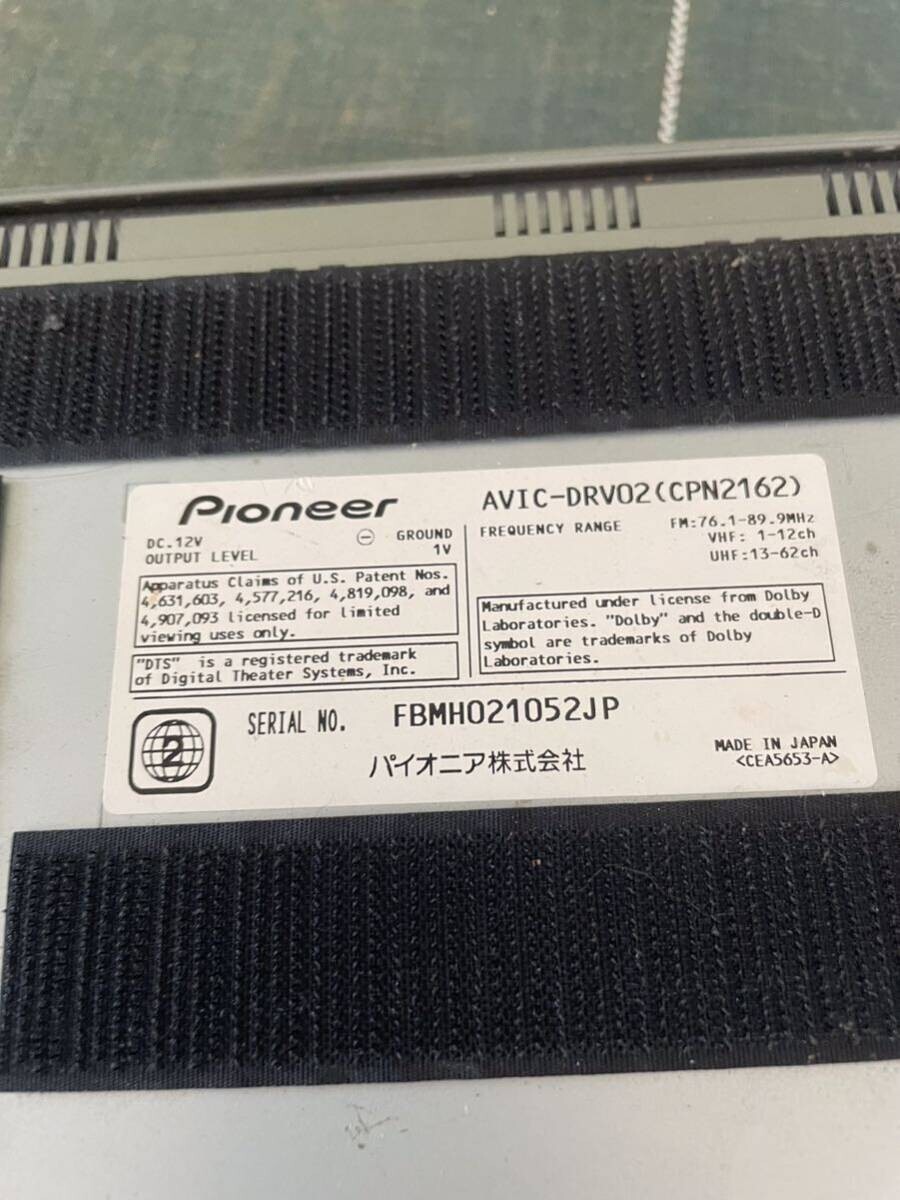 Pioneer
DC.12V ⊖ GROUND
OUTPUT LEVEL 1V
Apparatus Claims of U.S. Patent Nos.
4,631,603, 4,577,216, 4,819,098, and
4,907,093 licensed for limited
viewing uses only.
"DTS" is a registered trademark
of Digital Theater Systems, Inc.
AVIC-DRV02(CPN2162)
FREQUENCY RANGE FM:76.1-89.9MHz
VHF: 1-12ch
UHF:13-62ch
Manufactured under license from Dolby
Laboratories. "Dolby" and the double-D
symbol are trademarks of Dolby
Laboratories.
2
SERIAL NO. FBMH021052JP
パイオニア株式会社
MADE IN JAPAN
<CEA5653-A>